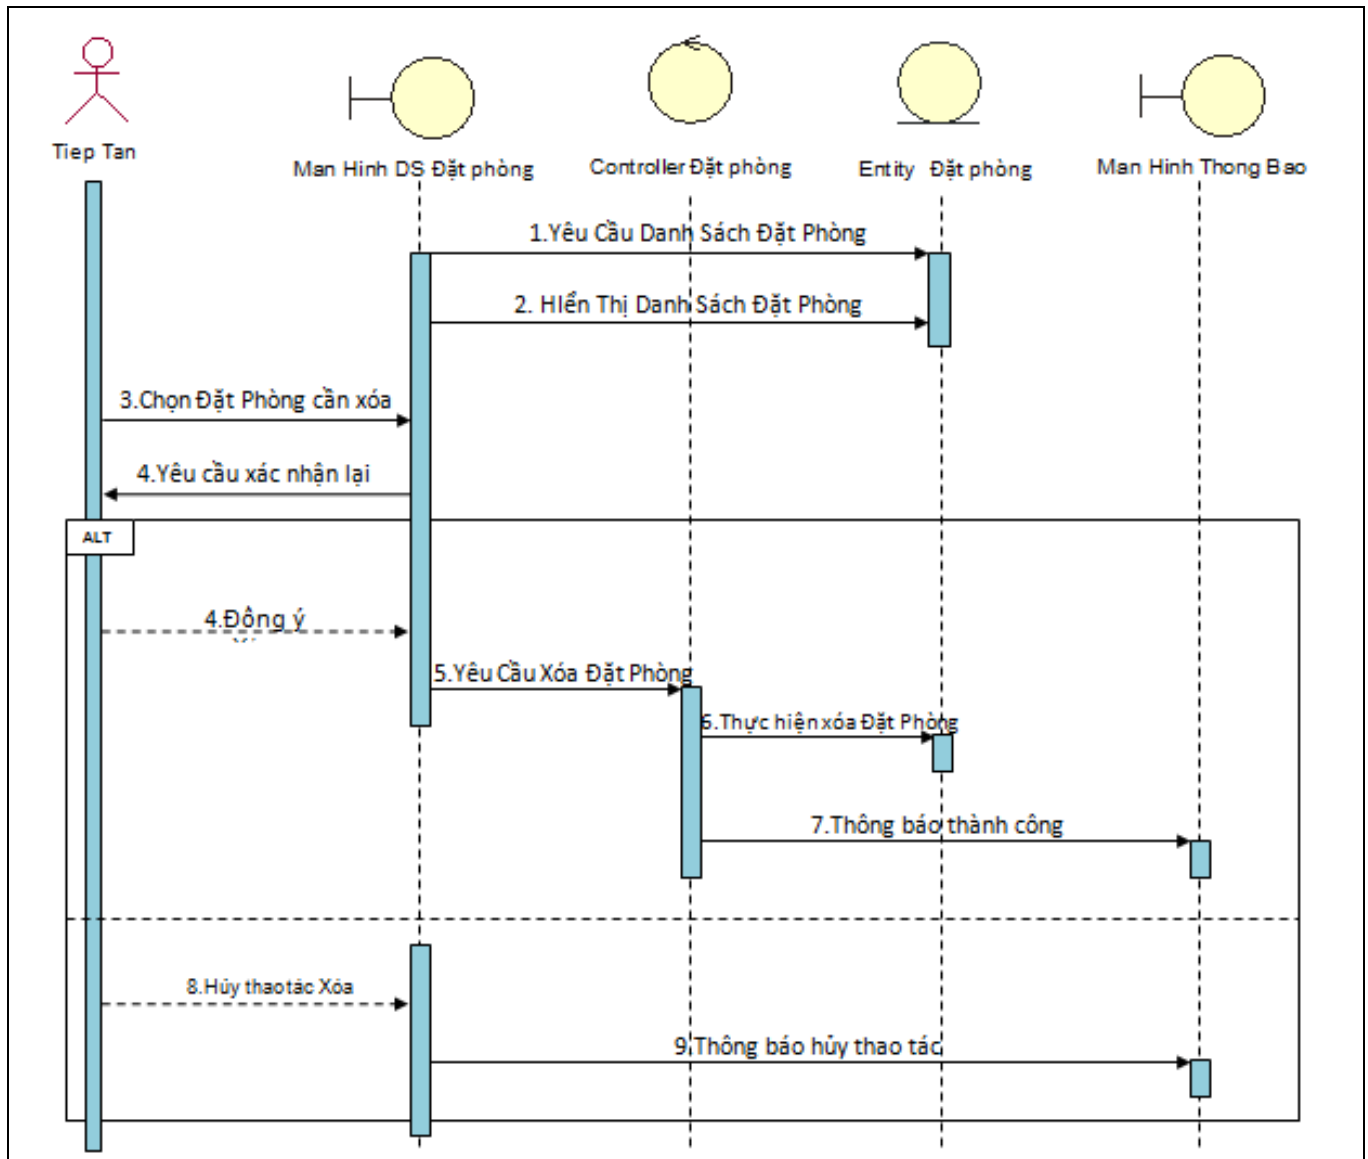 Tiep Tan
Man Hinh DS Đặt phòng
Controller Đặt phòng
Entity Đặt phòng
Man Hinh Thong Bao
1.Yêu Cầu Danh Sách Đặt Phòng
2. HIển Thị Danh Sách Đặt Phòng
3.Chọn Đặt Phòng cần xóa
4.Yêu cầu xác nhận lại
ALT
4.Đồng ý
5.Yêu Cầu Xóa Đặt Phòng
6.Thực hiện xóa Đặt Phòng
7.Thông báo thành công
8.Hủy thao tác Xóa
9.Thông báo hủy thao tác